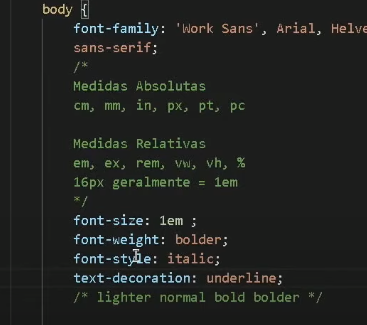 body {
font-family: 'Work Sans', Arial, Helve
sans-serif;
/*
Medidas Absolutas
cm, mm, in, px, pt, pc
Medidas Relativas
em, ex, rem, vw, vh, %
16px geralmente = 1em
*/
font-size: 1em ;
font-weight: bolder;
font-style: italic;
text-decoration: underline;
/* lighter normal bold bolder */